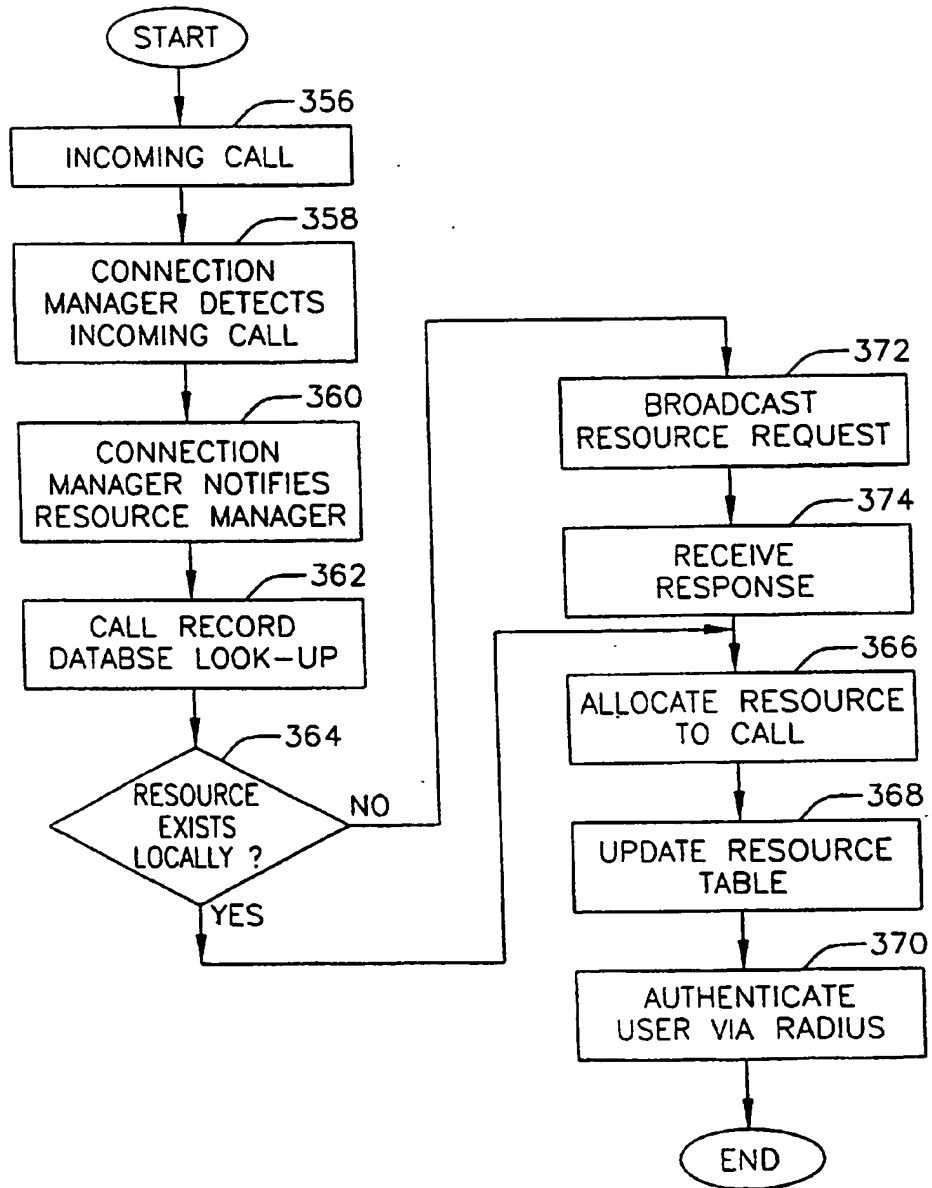 START
356
INCOMING CALL
358
CONNECTION
MANAGER DETECTS
INCOMING CALL
360
CONNECTION
MANAGER NOTIFIES
RESOURCE MANAGER
362
CALL RECORD
DATABSE LOOK-UP
364
RESOURCE
EXISTS
LOCALLY ?
NO
YES
372
BROADCAST
RESOURCE REQUEST
374
RECEIVE
RESPONSE
366
ALLOCATE RESOURCE
TO CALL
368
UPDATE RESOURCE
TABLE
370
AUTHENTICATE
USER VIA RADIUS
END